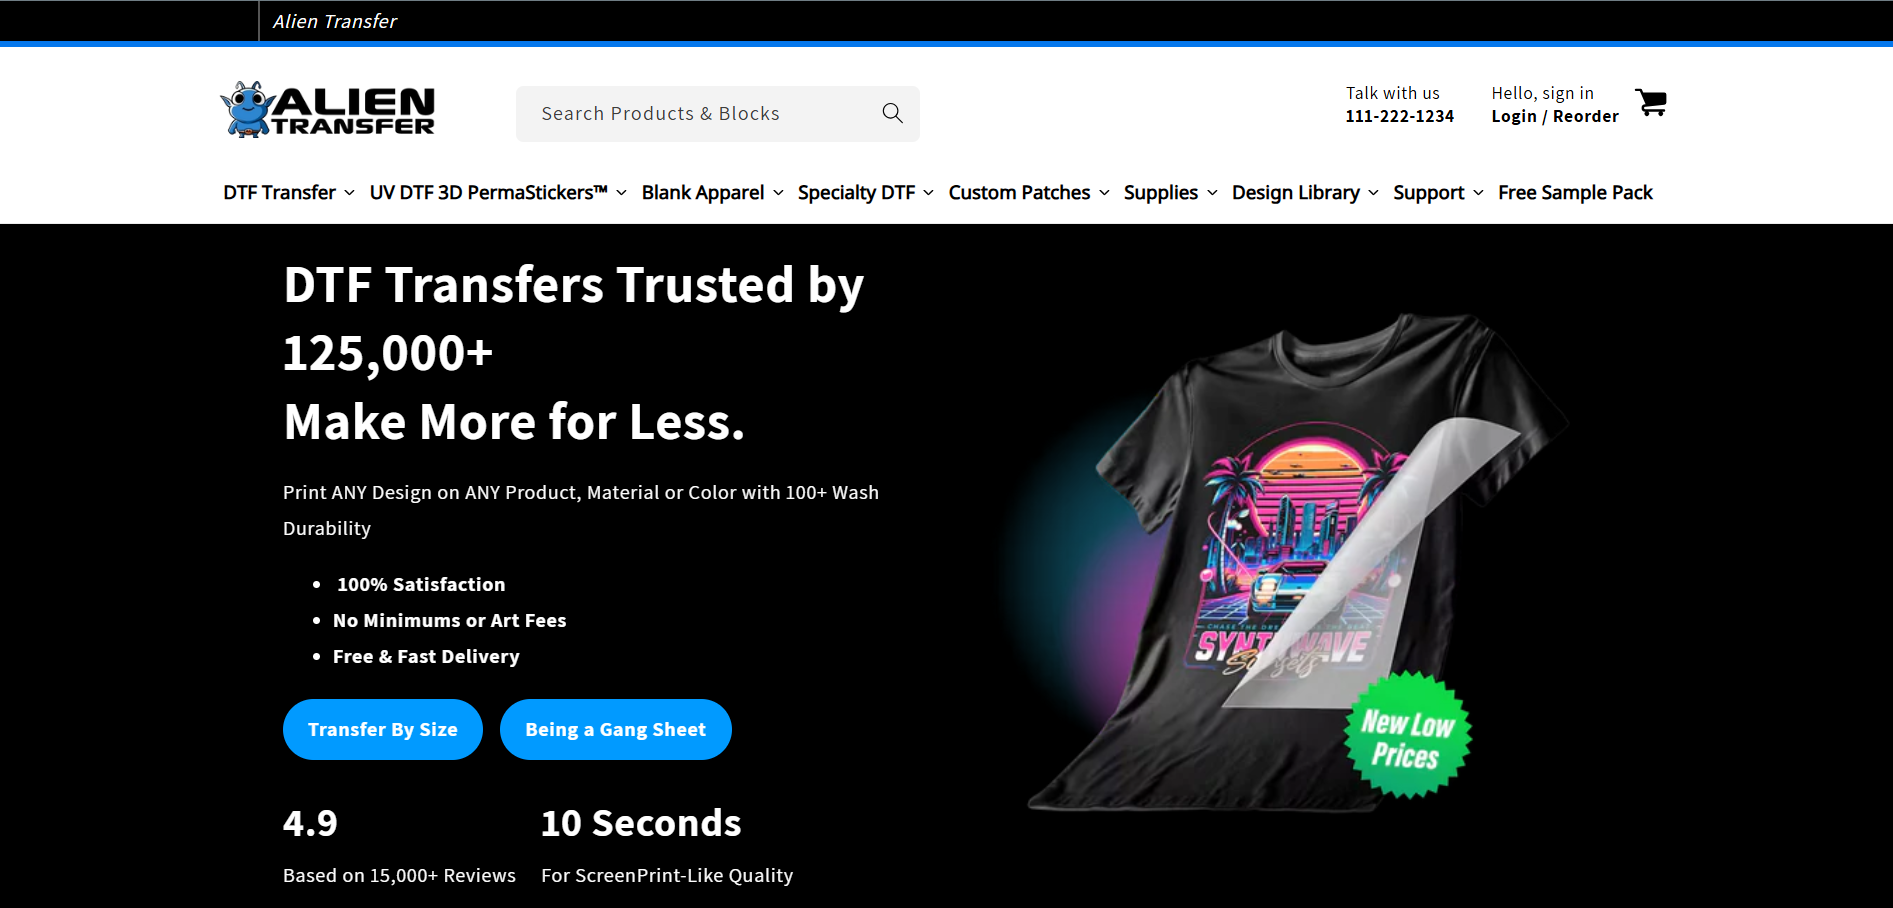 Alien Transfer
ALIEN
TRANSFER
Search Products & Blocks
Talk with us
111-222-1234
Hello, sign in
Login / Reorder
DTF Transfer UV DTF 3D PermaStickers™ Blank Apparel Specialty DTF Custom Patches Supplies Design Library Support Free Sample Pack
DTF Transfers Trusted by
125,000+
Make More for Less.
Print ANY Design on ANY Product, Material or Color with 100+ Wash
Durability
• 100% Satisfaction
• No Minimums or Art Fees
• Free & Fast Delivery
Transfer By Size
Being a Gang Sheet
4.9
Based on 15,000+ Reviews
10 Seconds
For ScreenPrint-Like Quality
CHASE THE
SYNTHWAVE
Sunsets
New Low
Prices